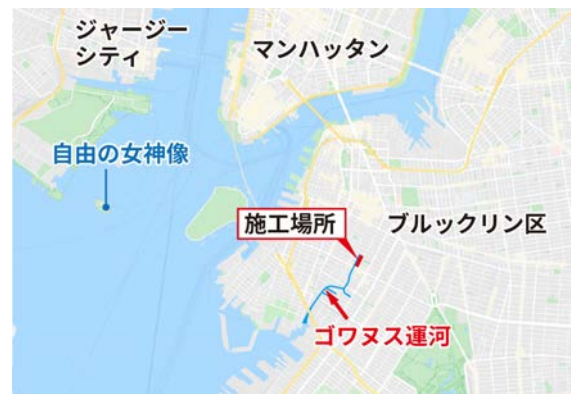 ジャージー
シティ
マンハッタン
自由の女神像
施工場所
ブルックリン区
ゴワヌス運河